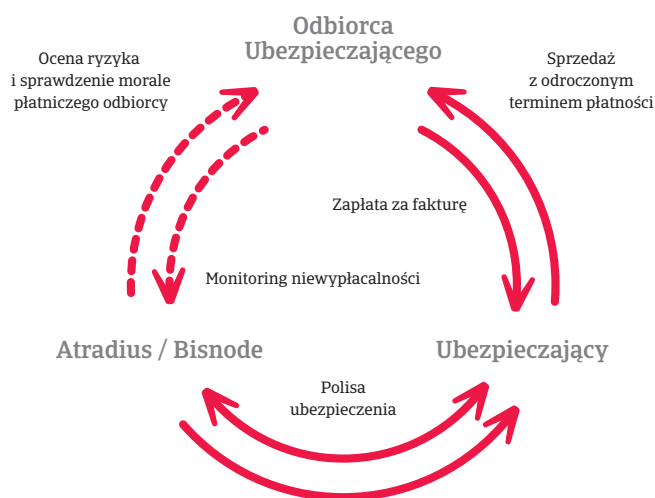 Odbiorca
Ubezpieczającego
Ocena ryzyka
i sprawdzenie morale
płatniczego odbiorcy
Sprzedaż
z odroczonym
terminem płatności
Zapłata za fakturę
Monitoring niewypłacalności
Atradius / Bisnode
Ubezpieczający
Polisa
ubezpieczenia